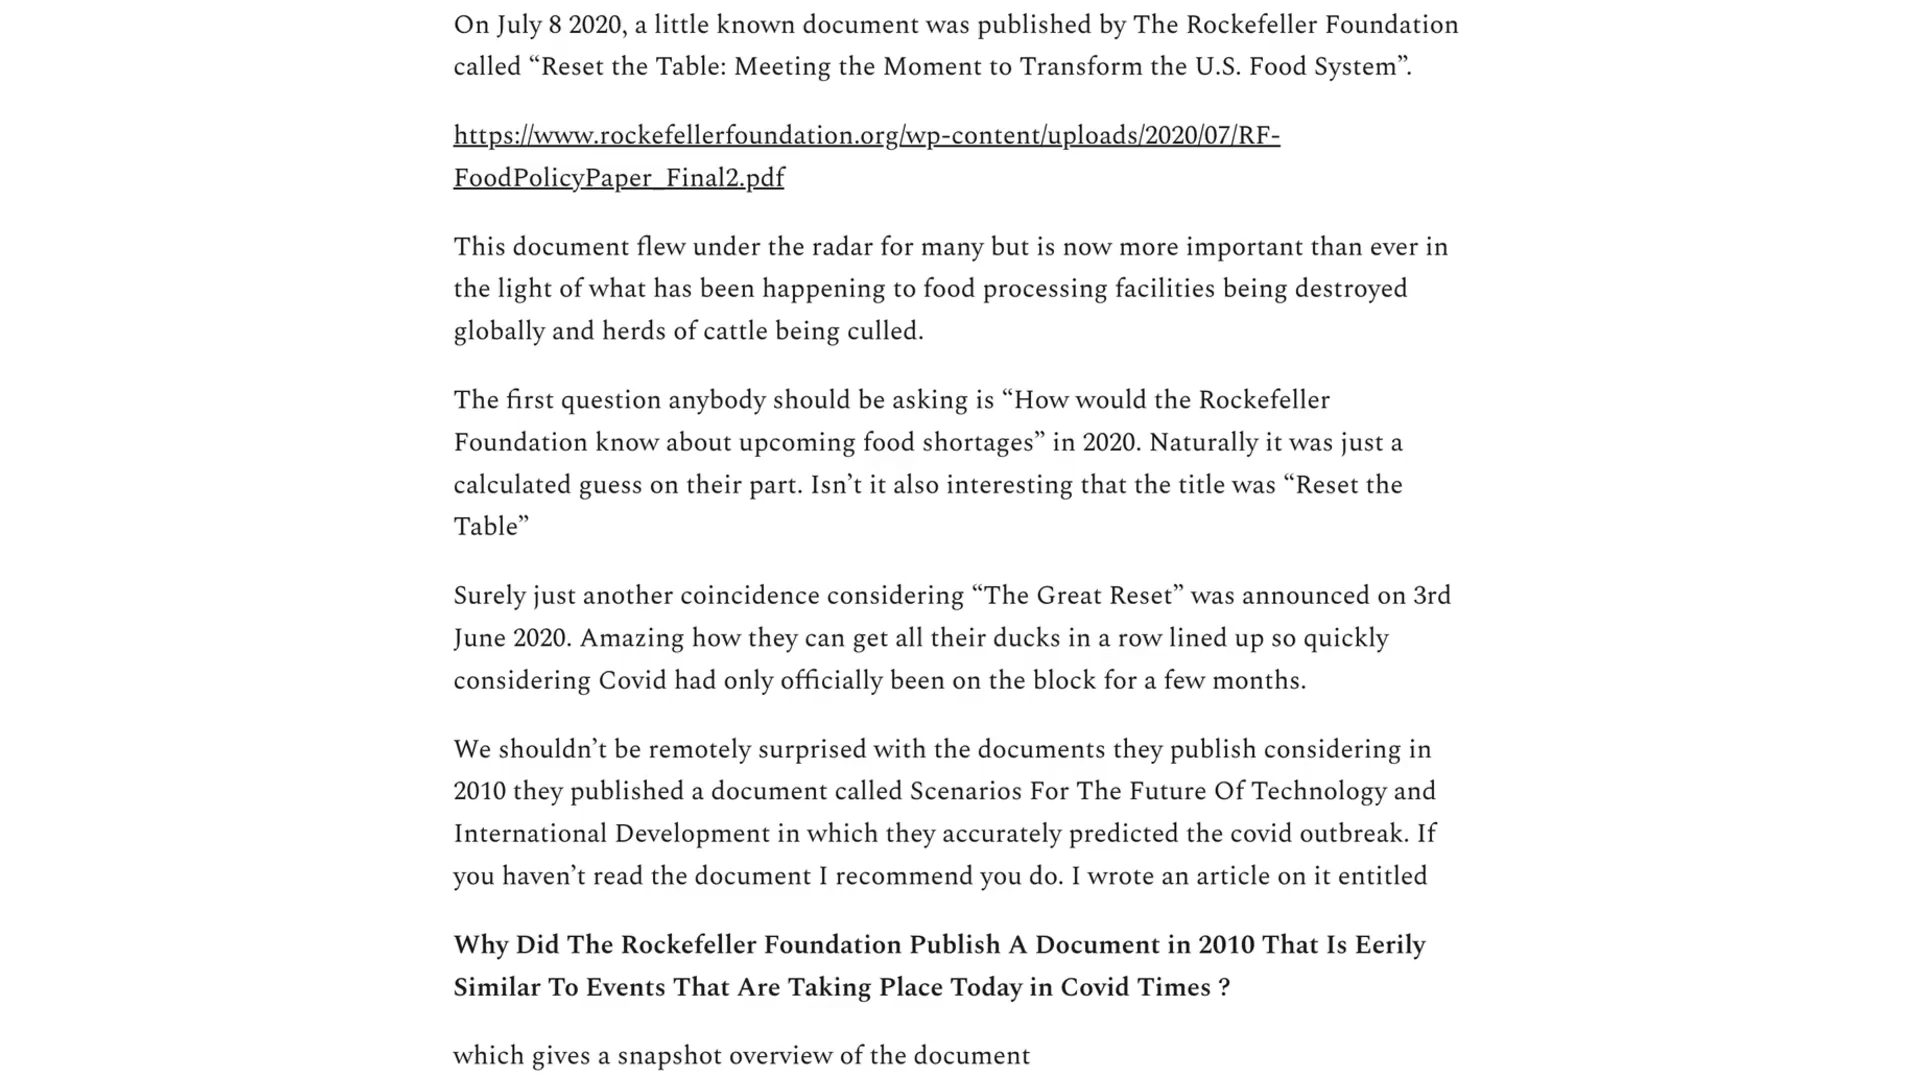 On July 8 2020, a little known document was published by The Rockefeller Foundation
called “Reset the Table: Meeting the Moment to Transform the U.S. Food System”.
https://www.rockefellerfoundation.org/wp-content/uploads/2020/07/RF-
FoodPolicyPaper_Final2.pdf
This document flew under the radar for many but is now more important than ever in
the light of what has been happening to food processing facilities being destroyed
globally and herds of cattle being culled.
The first question anybody should be asking is “How would the Rockefeller
Foundation know about upcoming food shortages” in 2020. Naturally it was just a
calculated guess on their part. Isn’t it also interesting that the title was “Reset the
Table”
Surely just another coincidence considering “The Great Reset” was announced on 3rd
June 2020. Amazing how they can get all their ducks in a row lined up so quickly
considering Covid had only officially been on the block for a few months.
We shouldn’t be remotely surprised with the documents they publish considering in
2010 they published a document called Scenarios For The Future Of Technology and
International Development in which they accurately predicted the covid outbreak. If
you haven’t read the document I recommend you do. I wrote an article on it entitled
Why Did The Rockefeller Foundation Publish A Document in 2010 That Is Eerily
Similar To Events That Are Taking Place Today in Covid Times ?
which gives a snapshot overview of the document